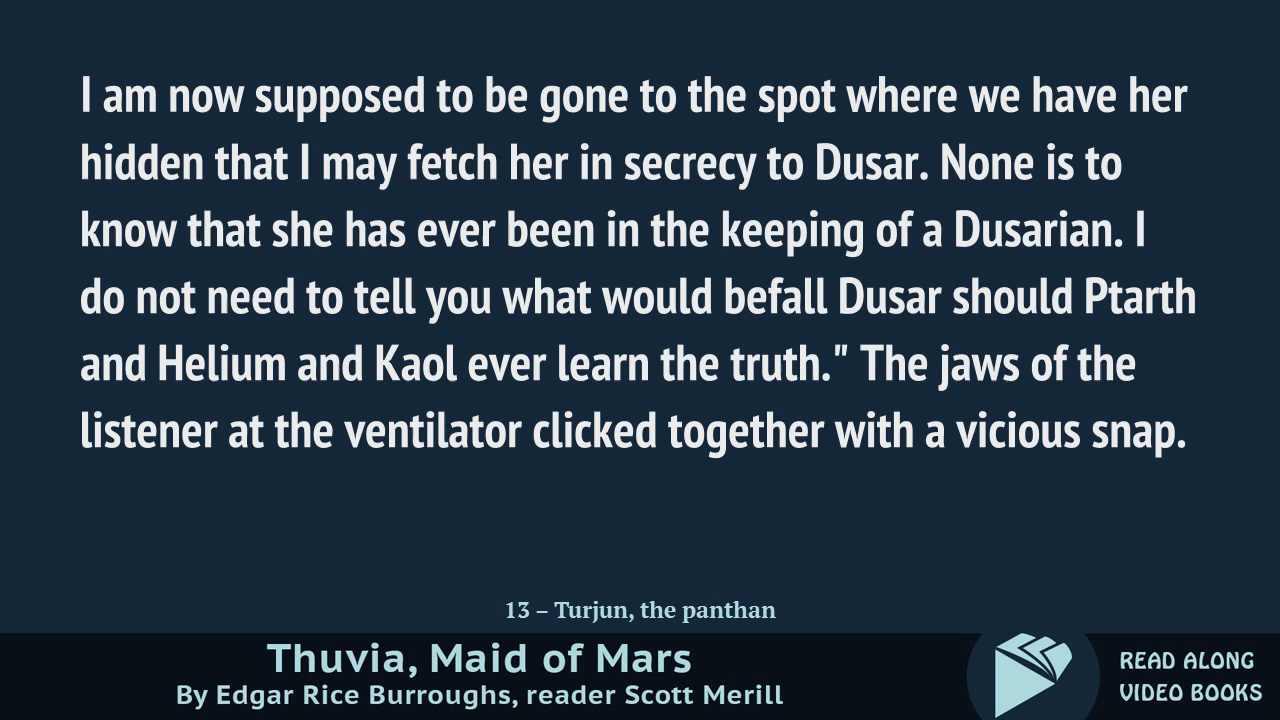 I am now supposed to be gone to the spot where we have her
hidden that I may fetch her in secrecy to Dusar. None is to
know that she has ever been in the keeping of a Dusarian. I
do not need to tell you what would befall Dusar should Ptarth
and Helium and Kaol ever learn the truth." The jaws of the
listener at the ventilator clicked together with a vicious snap.
13 – Turjun, the panthan
Thuvia, Maid of Mars
By Edgar Rice Burroughs, reader Scott Merill
READ ALONG
VIDEO BOOKS